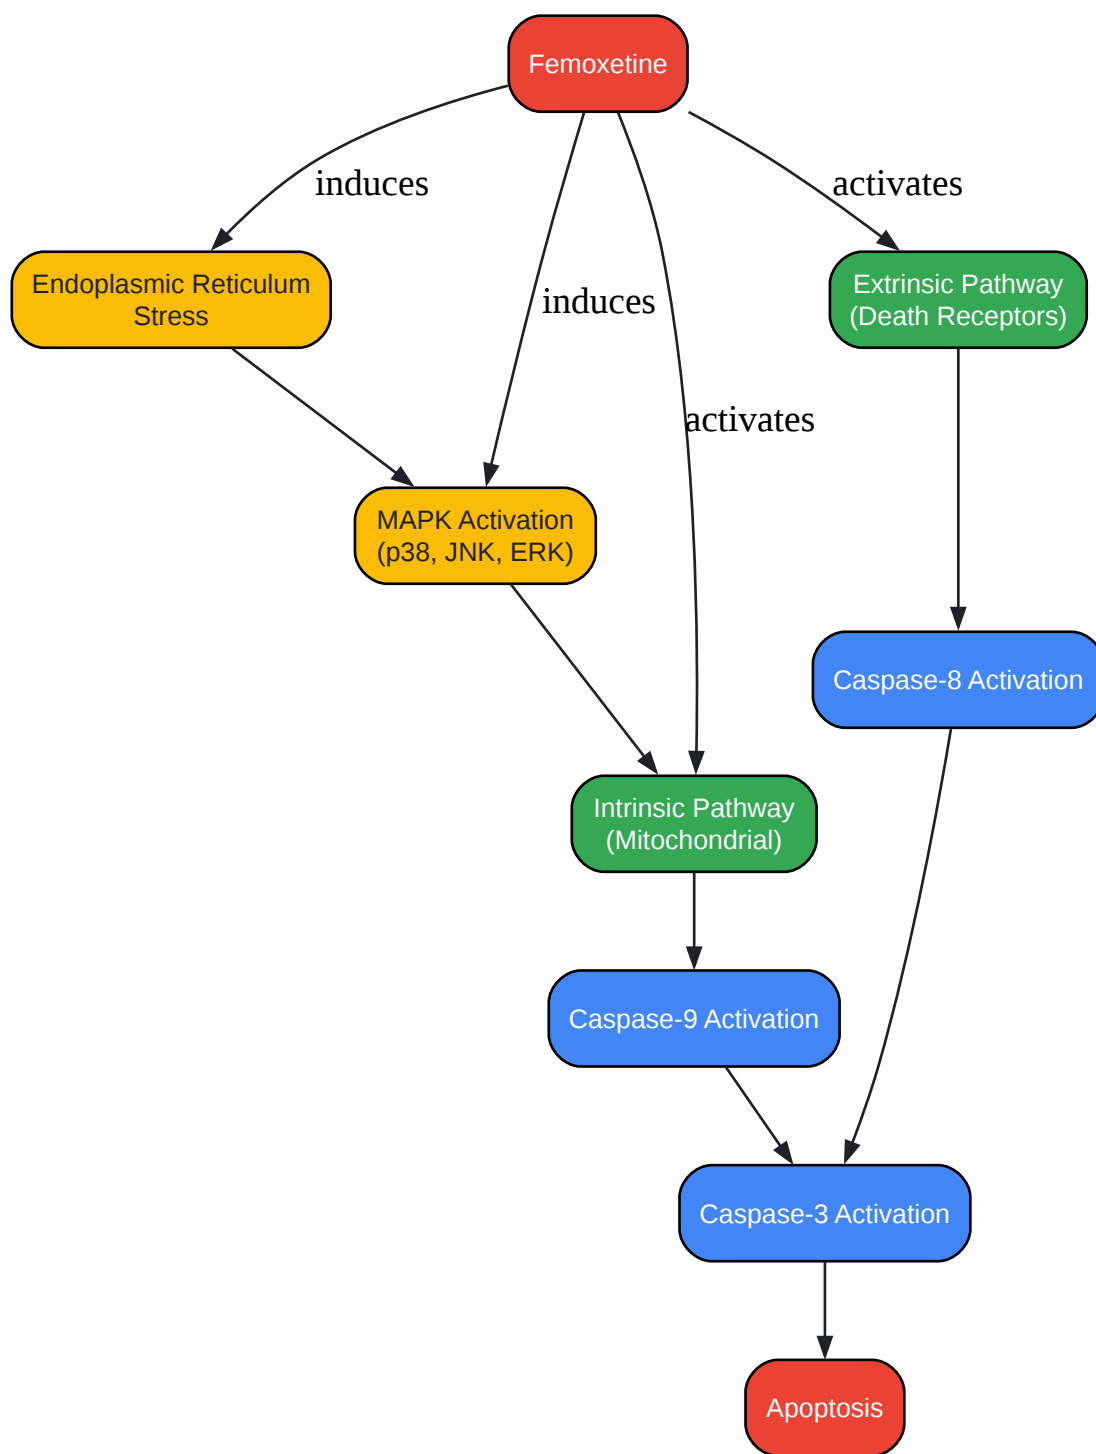 Femoxetine
induces
activates
Endoplasmic Reticulum
Stress
Extrinsic Pathway
(Death Receptors)
induces
activates
MAPK Activation
(p38, JNK, ERK)
Caspase-8 Activation
Intrinsic Pathway
(Mitochondrial)
Caspase-9 Activation
Caspase-3 Activation
Apoptosis